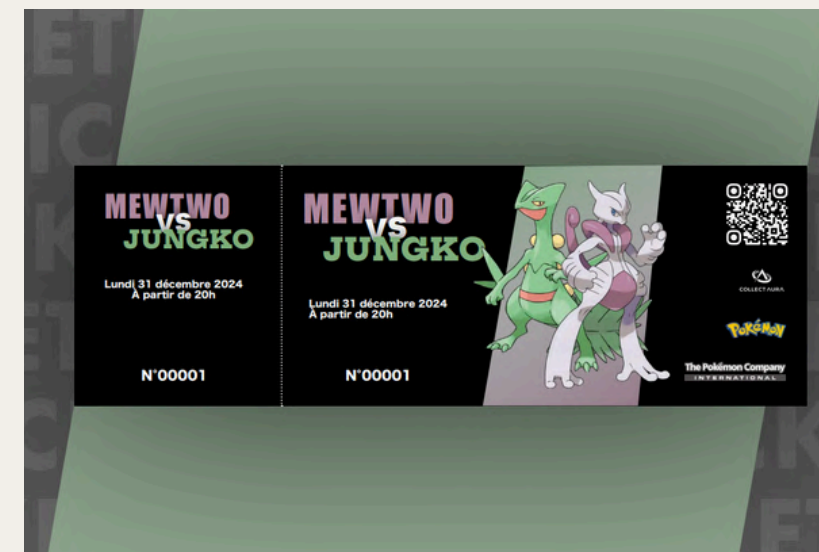 MEWTWO
VS
JUNGKO
Lundi 31 décembre 2024
À partir de 20h
N°00001
MEWTWO
VS
JUNGKO
Lundi 31 décembre 2024
À partir de 20h
N°00001
COLLECT AURA
Pokémon
The Pokémon Company
INTERNATIONAL